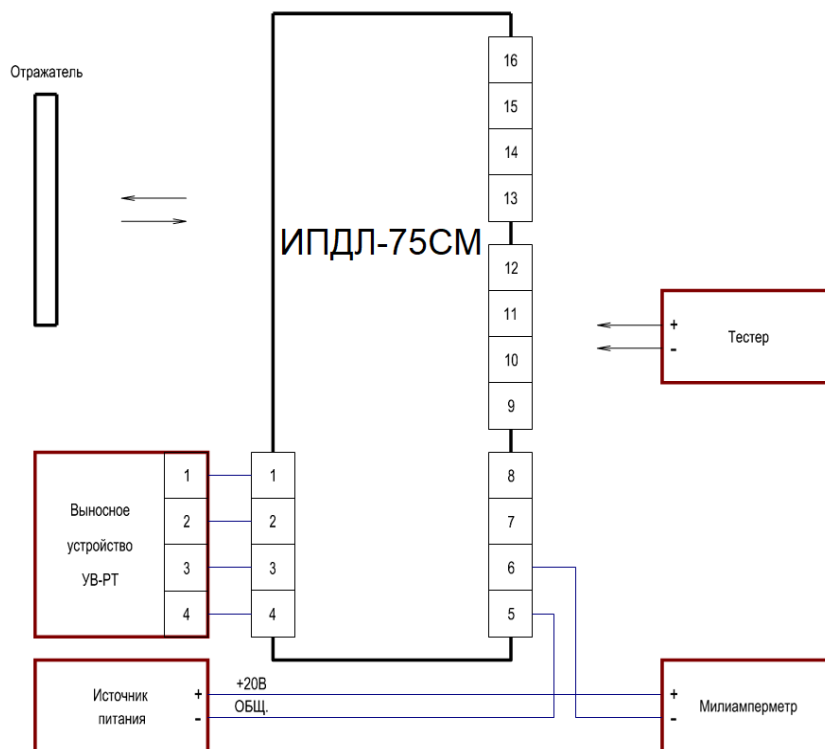 Отражатель
16
15
14
13
ИПДЛ-75СМ
12
11
10
9
+
-
Тестер
Выносное
устройство
УВ-РТ
1
2
3
4
1
2
3
4
8
7
6
5
Источник
питания
+
-
+20В
ОБЩ.
+
-
Милиамперметр